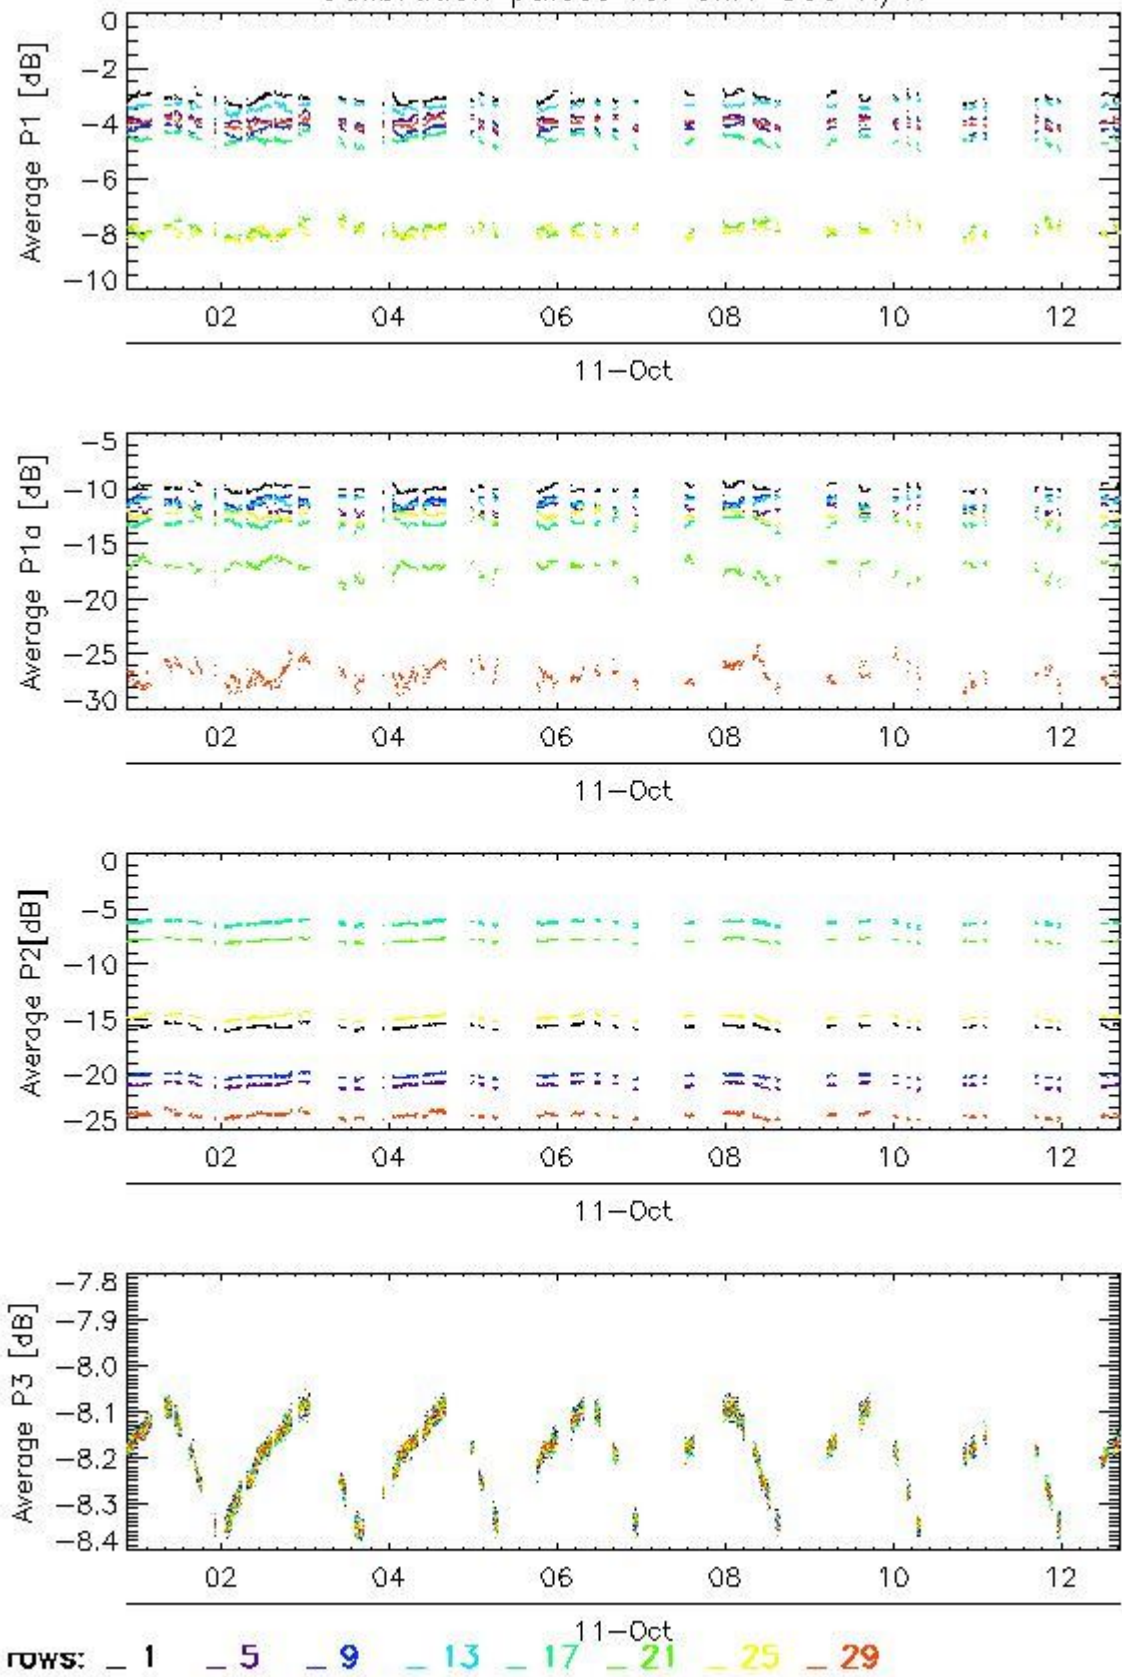 0
−2
−4
−6
−8
−10
Average P1 [dB]
02 04 06 08 10 12
11−Oct
−5
−10
−15
−20
−25
−30
Average P1a [dB]
02 04 06 08 10 12
11−Oct
0
−5
−10
−15
−20
−25
Average P2[dB]
02 04 06 08 10 12
11−Oct
−7.8
−7.9
−8.0
−8.1
−8.2
−8.3
−8.4
Average P3 [dB]
02 04 06 08 10 12
11−Oct
rows: _ 1 _ 5 _ 9 _ 13 _ 17 _ 21 _ 25 _ 29